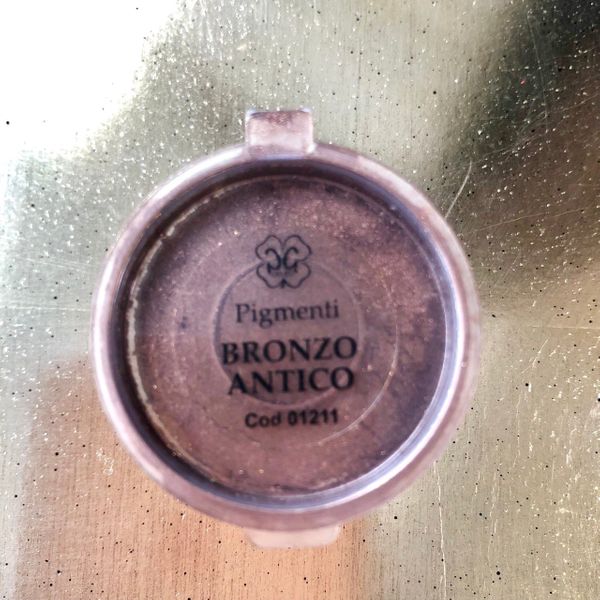 Pigmenti
BRONZO
ANTICO
Cod 01211